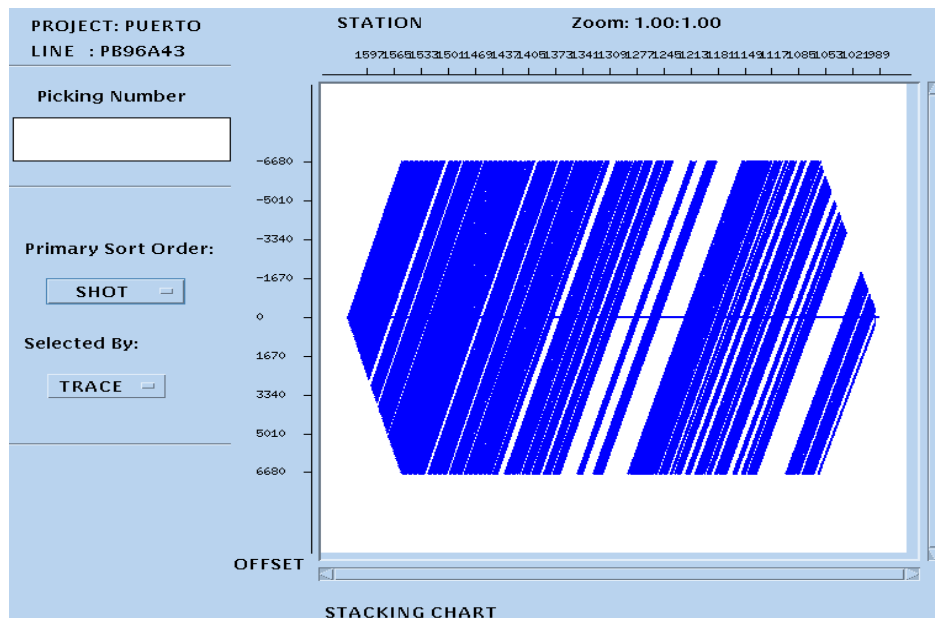 PROJECT: PUERTO
LINE : PB96A43
STATION
Zoom: 1.00:1.00
1597 1565 1533 1501 1469 1437 1405 1373 1341 1309 1277 1245 1213 1181 1149 1117 1085 1053 1021 989
Picking Number
-6680
-5010
-3340
-1670
0
1670
3340
5010
6680
Primary Sort Order:
SHOT
Selected By:
TRACE
OFFSET
STACKING CHART